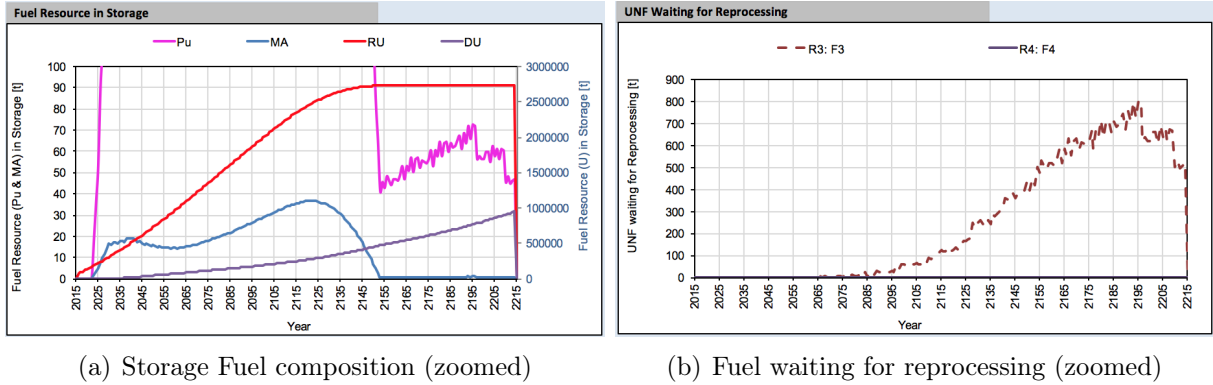 Fuel Resource in Storage
Pu MA RU DU
Fuel Resource (Pu & MA) in Storage [t]
100
90
80
70
60
50
40
30
20
10
0
3000000
2500000
2000000
1500000
1000000
500000
0
Fuel Resource (U) in Storage [t]
2015 2025 2035 2045 2055 2065 2075 2085 2095 2105 2115 2125 2135 2145 2155 2165 2175 2185 2195 2205 2215
Year
(a) Storage Fuel composition (zoomed)
UNF Waiting for Reprocessing
R3: F3 R4: F4
UNF waiting for Reprocessing [t]
900
800
700
600
500
400
300
200
100
0
2015 2025 2035 2045 2055 2065 2075 2085 2095 2105 2115 2125 2135 2145 2155 2165 2175 2185 2195 2205 2215
Year
(b) Fuel waiting for reprocessing (zoomed)